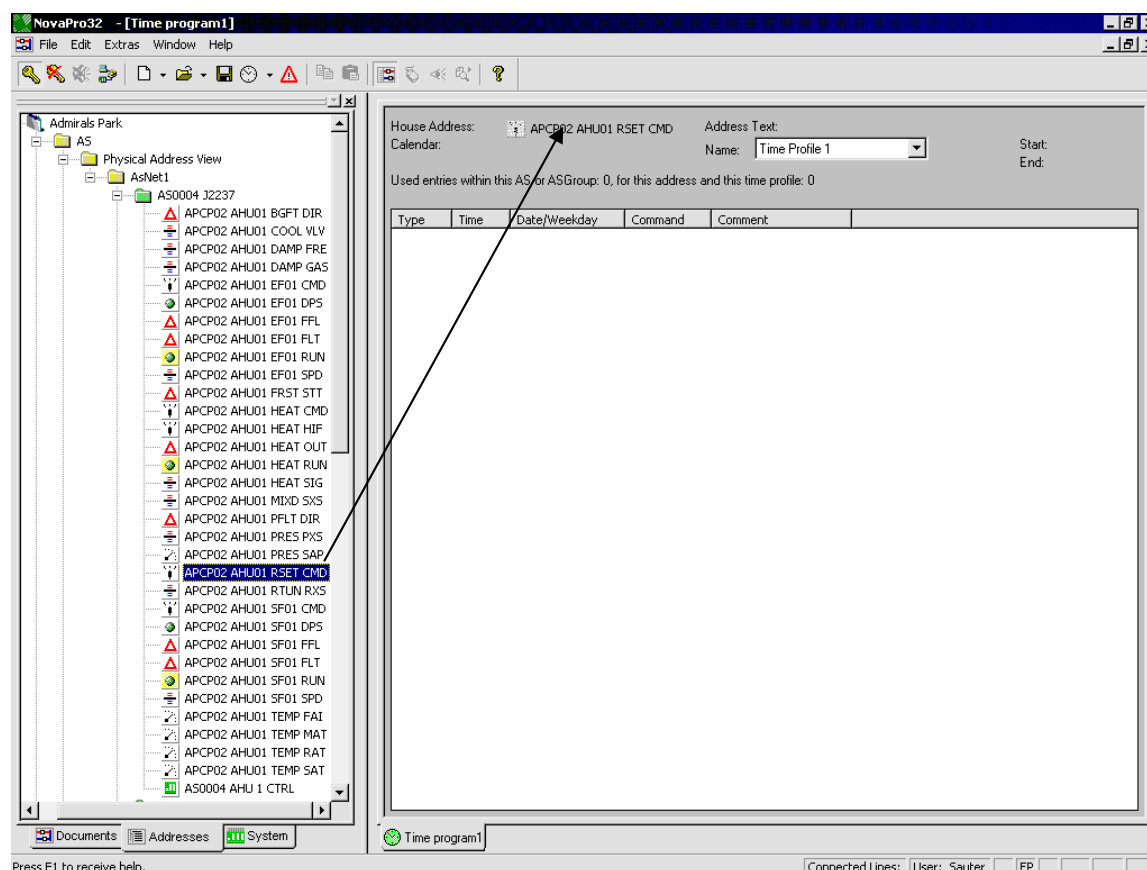 NovaPro32 - [Time program1]
File Edit Extras Window Help
Admirals Park
AS
Physical Address View
AsNet1
AS0004 J2237
APCP02 AHU01 BGFT DIR
APCP02 AHU01 COOL VLV
APCP02 AHU01 DAMP FRE
APCP02 AHU01 DAMP GAS
APCP02 AHU01 EF01 CMD
APCP02 AHU01 EF01 DPS
APCP02 AHU01 EF01 FFL
APCP02 AHU01 EF01 FLT
APCP02 AHU01 EF01 RUN
APCP02 AHU01 EF01 SPD
APCP02 AHU01 FRST STT
APCP02 AHU01 HEAT CMD
APCP02 AHU01 HEAT HIF
APCP02 AHU01 HEAT OUT
APCP02 AHU01 HEAT RUN
APCP02 AHU01 HEAT SIG
APCP02 AHU01 MIXD SXS
APCP02 AHU01 PFLT DIR
APCP02 AHU01 PRES PXS
APCP02 AHU01 PRES SAP
APCP02 AHU01 RSET CMD
APCP02 AHU01 RTUN RXS
APCP02 AHU01 SF01 CMD
APCP02 AHU01 SF01 DPS
APCP02 AHU01 SF01 FFL
APCP02 AHU01 SF01 FLT
APCP02 AHU01 SF01 RUN
APCP02 AHU01 SF01 SPD
APCP02 AHU01 TEMP FAI
APCP02 AHU01 TEMP MAT
APCP02 AHU01 TEMP RAT
APCP02 AHU01 TEMP SAT
AS0004 AHU 1 CTRL
Documents Addresses System
House Address: APCP02 AHU01 RSET CMD Address Text:
Calendar: Name: Time Profile 1 Start:
End:
Used entries within this AS or ASGroup: 0, for this address and this time profile: 0
Type Time Date/Weekday Command Comment
Time program1
Press F1 to receive help. Connected Lines: User: Sauter EP